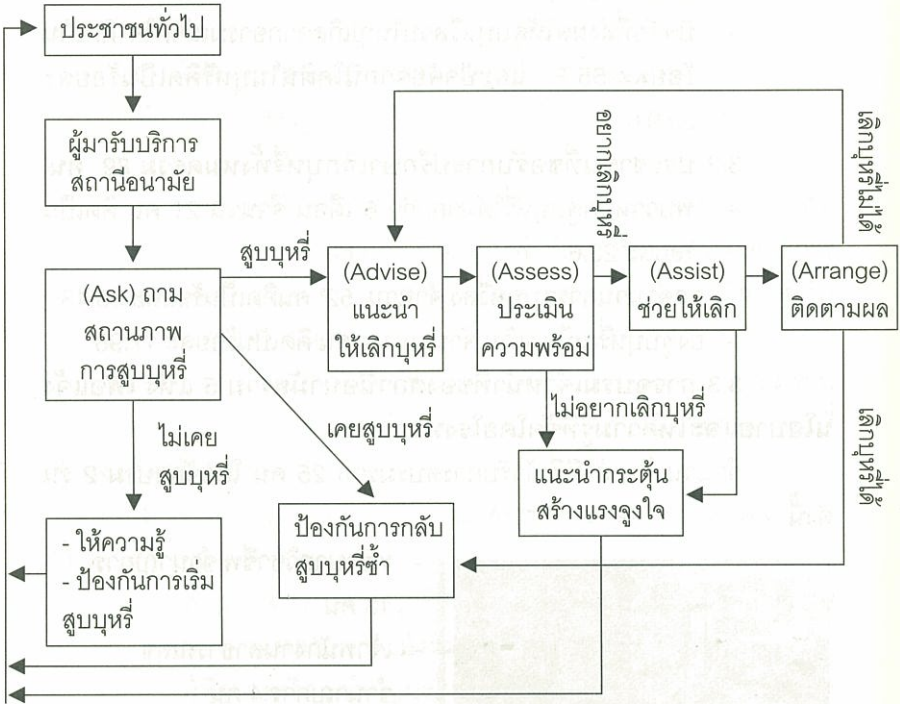 ประชาชนทั่วไป
ผู้มารับบริการ
สถานีอนามัย
(Ask) ถาม
สถานภาพ
การสูบบุหรี่
สูบบุหรี่
(Advise)
แนะนำ
ให้เลิกบุหรี่
(Assess)
ประเมิน
ความพร้อม
อยากเลิกบุหรี่
(Assist)
ช่วยให้เลิก
(Arrange)
ติดตามผล
เลิกบุหรี่ไม่ได้
เลิกบุหรี่ได้
ไม่เคย
สูบบุหรี่
เคยสูบบุหรี่
ไม่อยากเลิกบุหรี่
แนะนำกระตุ้น
สร้างแรงจูงใจ
ป้องกันการกลับ
สูบบุหรี่ซ้ำ
- ให้ความรู้
- ป้องกันการเริ่ม
สูบบุหรี่